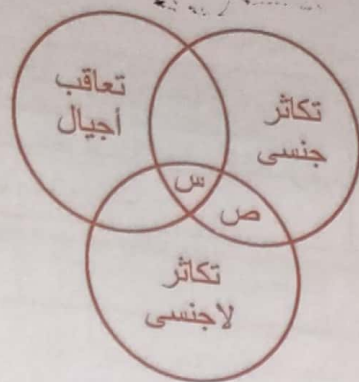 تعاقب
أجيال
تكاثر
جنسى
س
ص
تكاثر
لاجنسى